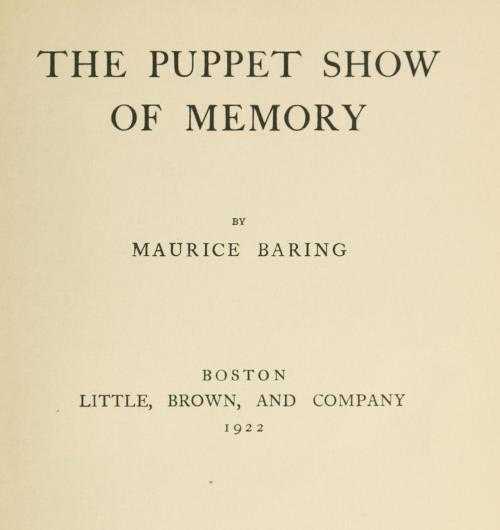 THE PUPPET SHOW
OF MEMORY
BY
MAURICE BARING
BOSTON
LITTLE, BROWN, AND COMPANY
1922